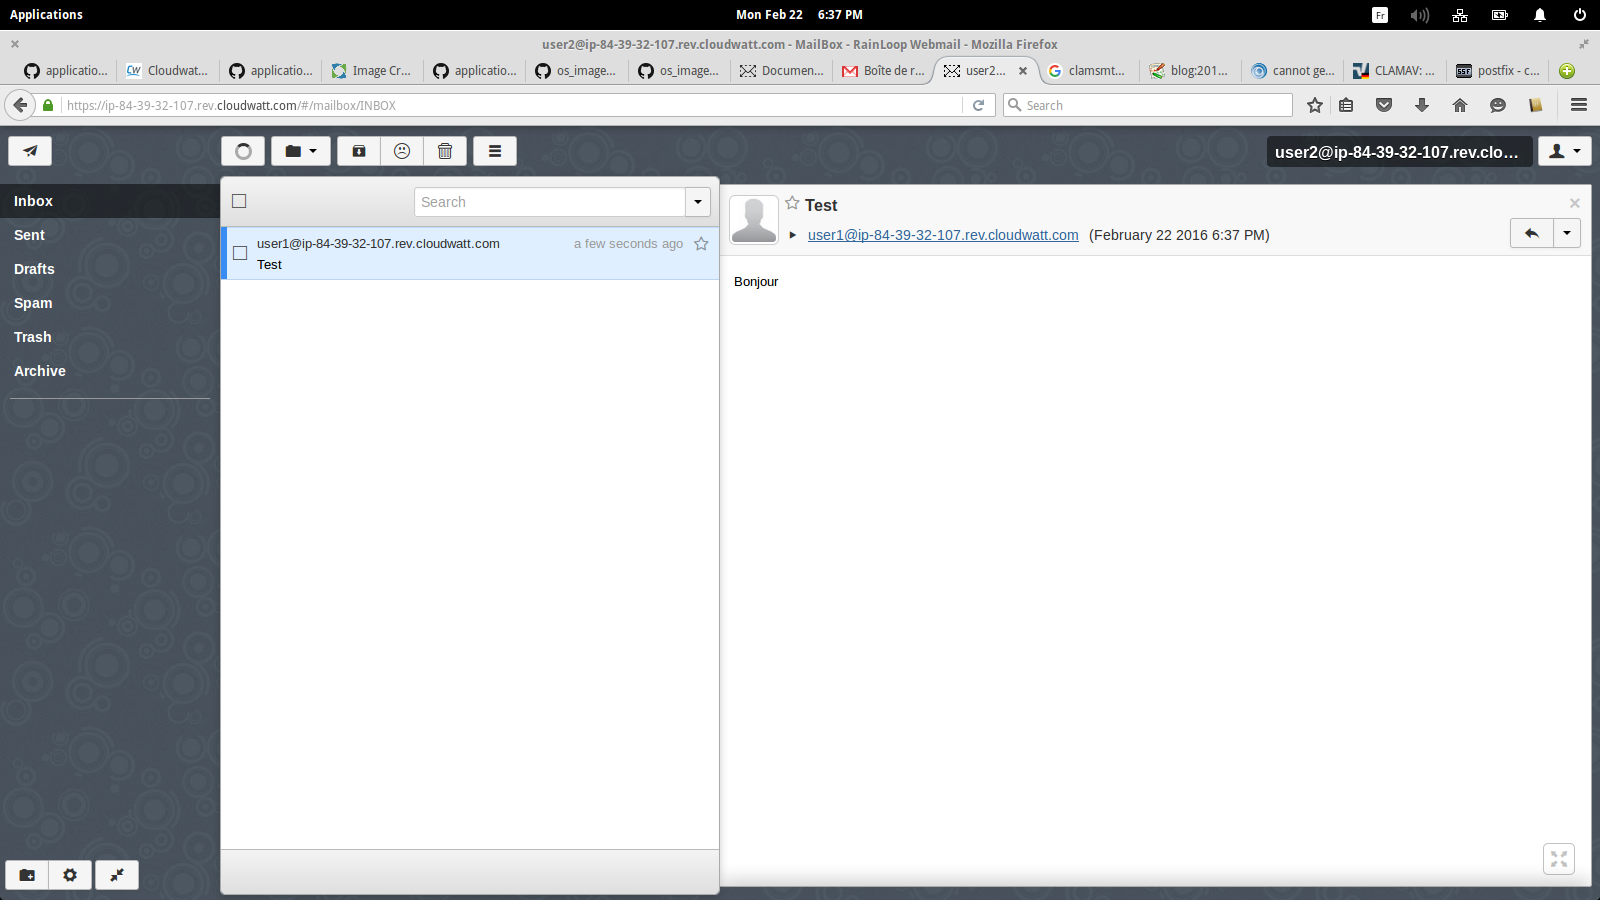 Applications
Mon Feb 22 6:37 PM
Fr
user2@ip-84-39-32-107.rev.cloudwatt.com - MailBox - RainLoop Webmail - Mozilla Firefox
applicatio...
Cloudwat...
applicatio...
Image Cr...
applicatio...
os_image...
os_image...
Documen...
Boîte de r...
user2...
clamsmt...
blog:201...
cannot ge...
CLAMAV: ...
postfix - c...
https://ip-84-39-32-107.rev.cloudwatt.com/#/mailbox/INBOX
Search
user2@ip-84-39-32-107.rev.clo...
Inbox
Sent
Drafts
Spam
Trash
Archive
Search
user1@ip-84-39-32-107.rev.cloudwatt.com
a few seconds ago
Test
Test
user1@ip-84-39-32-107.rev.cloudwatt.com (February 22 2016 6:37 PM)
Bonjour